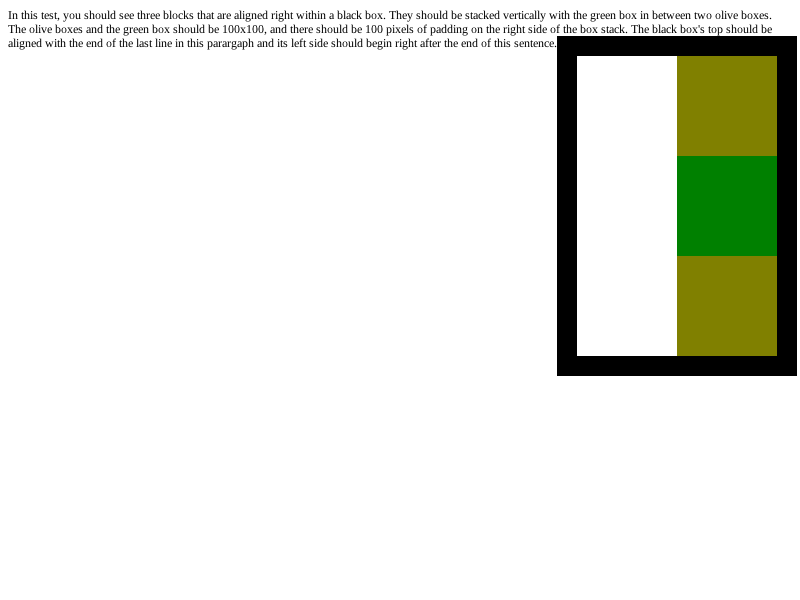 In this test, you should see three blocks that are aligned right within a black box. They should be stacked vertically with the green box in between two olive boxes.
The olive boxes and the green box should be 100x100, and there should be 100 pixels of padding on the right side of the box stack. The black box's top should be
aligned with the end of the last line in this parargaph and its left side should begin right after the end of this sentence.